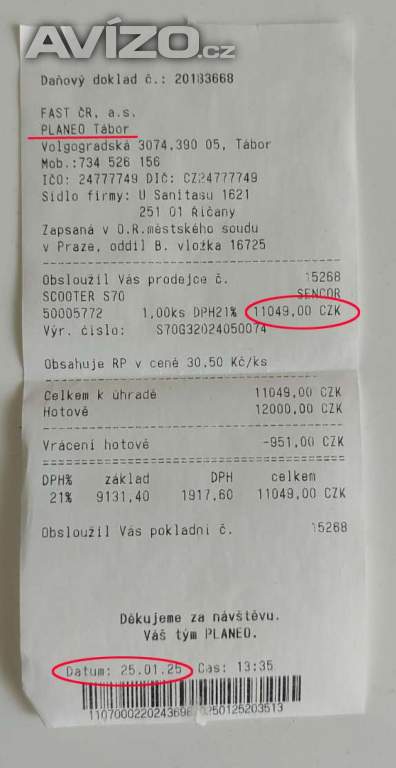 AVÍZO.cz
Daňový doklad č.: 20183668
FAST ČR, a.s.
PLANEO Tábor
Volgogradská 3074,390 05, Tábor
Mob.:734 526 156
IČO: 24777749 DIČ: CZ24777749
Sídlo firmy: U Sanitasu 1621
251 01 Říčany
Zapsaná v O.R.městského soudu
v Praze, oddíl B. vložka 16725
Obsloužil Vás prodejce č. 15268
SCOOTER S70 SENCOR
50005772 1,00ks DPH21% 11049,00 CZK
Výr. číslo: S70G32024050074
Obsahuje RP v ceně 30,50 Kč/ks
Celkem k úhradě 11049,00 CZK
Hotově 12000,00 CZK
Vrácení hotově -951,00 CZK
DPH% základ DPH celkem
21% 9131,40 1917,60 11049,00 CZK
Obsloužil Vás pokladní č. 15268
Děkujeme za návštěvu.
Váš tým PLANEO.
Datum: 25.01.25 Čas: 13:35